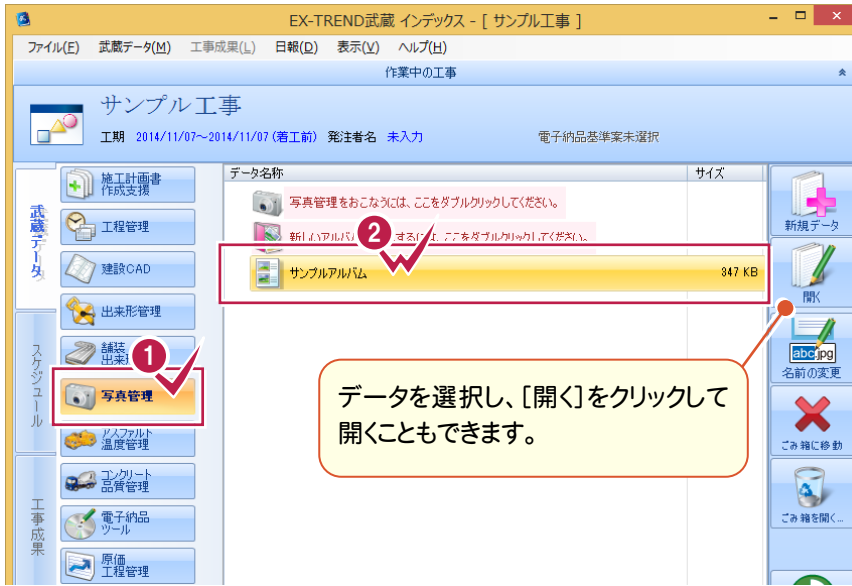 EX-TREND武蔵 インデックス - [ サンプル工事 ]
ファイル(F) 武蔵データ(M) 工事成果(L) 日報(D) 表示(V) ヘルプ(H)
作業中の工事
サンプル工事
工期 2014/11/07～2014/11/07 (着工前) 発注者名 未入力 電子納品基準案未選択
武蔵データ
スケジュール
工事成果
施工計画書
作成支援
工程管理
建設CAD
出来形管理
舗装
出来
1
写真管理
アスファルト
温度管理
コンクリート
品質管理
電子納品
ツール
原価
工程管理
データ名称 サイズ
写真管理をおこなうには、ここをダブルクリックしてください。
新しいアルバ するには、ここをダブルクリックしてください。
2
サンプルアルバム 347 KB
データを選択し、[開く]をクリックして
開くこともできます。
新規データ
開く
abc.jpg
名前の変更
ごみ箱に移動
ごみ箱を開く...